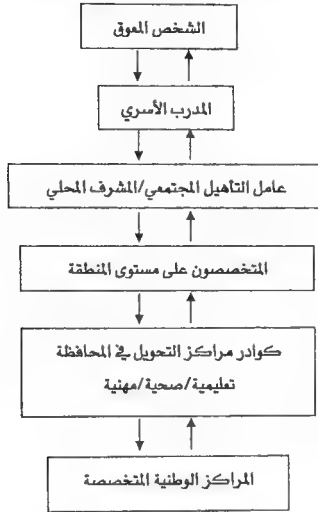 الشخص المعوق
المدرب الأسري
عامل التأهيل المجتمعي/المشرف المحلي
المتخصصون على مستوى المنطقة
كوادر مراكز التحويل في المحافظة
تعليمية/صحية/مهنية
المراكز الوطنية المتخصصة